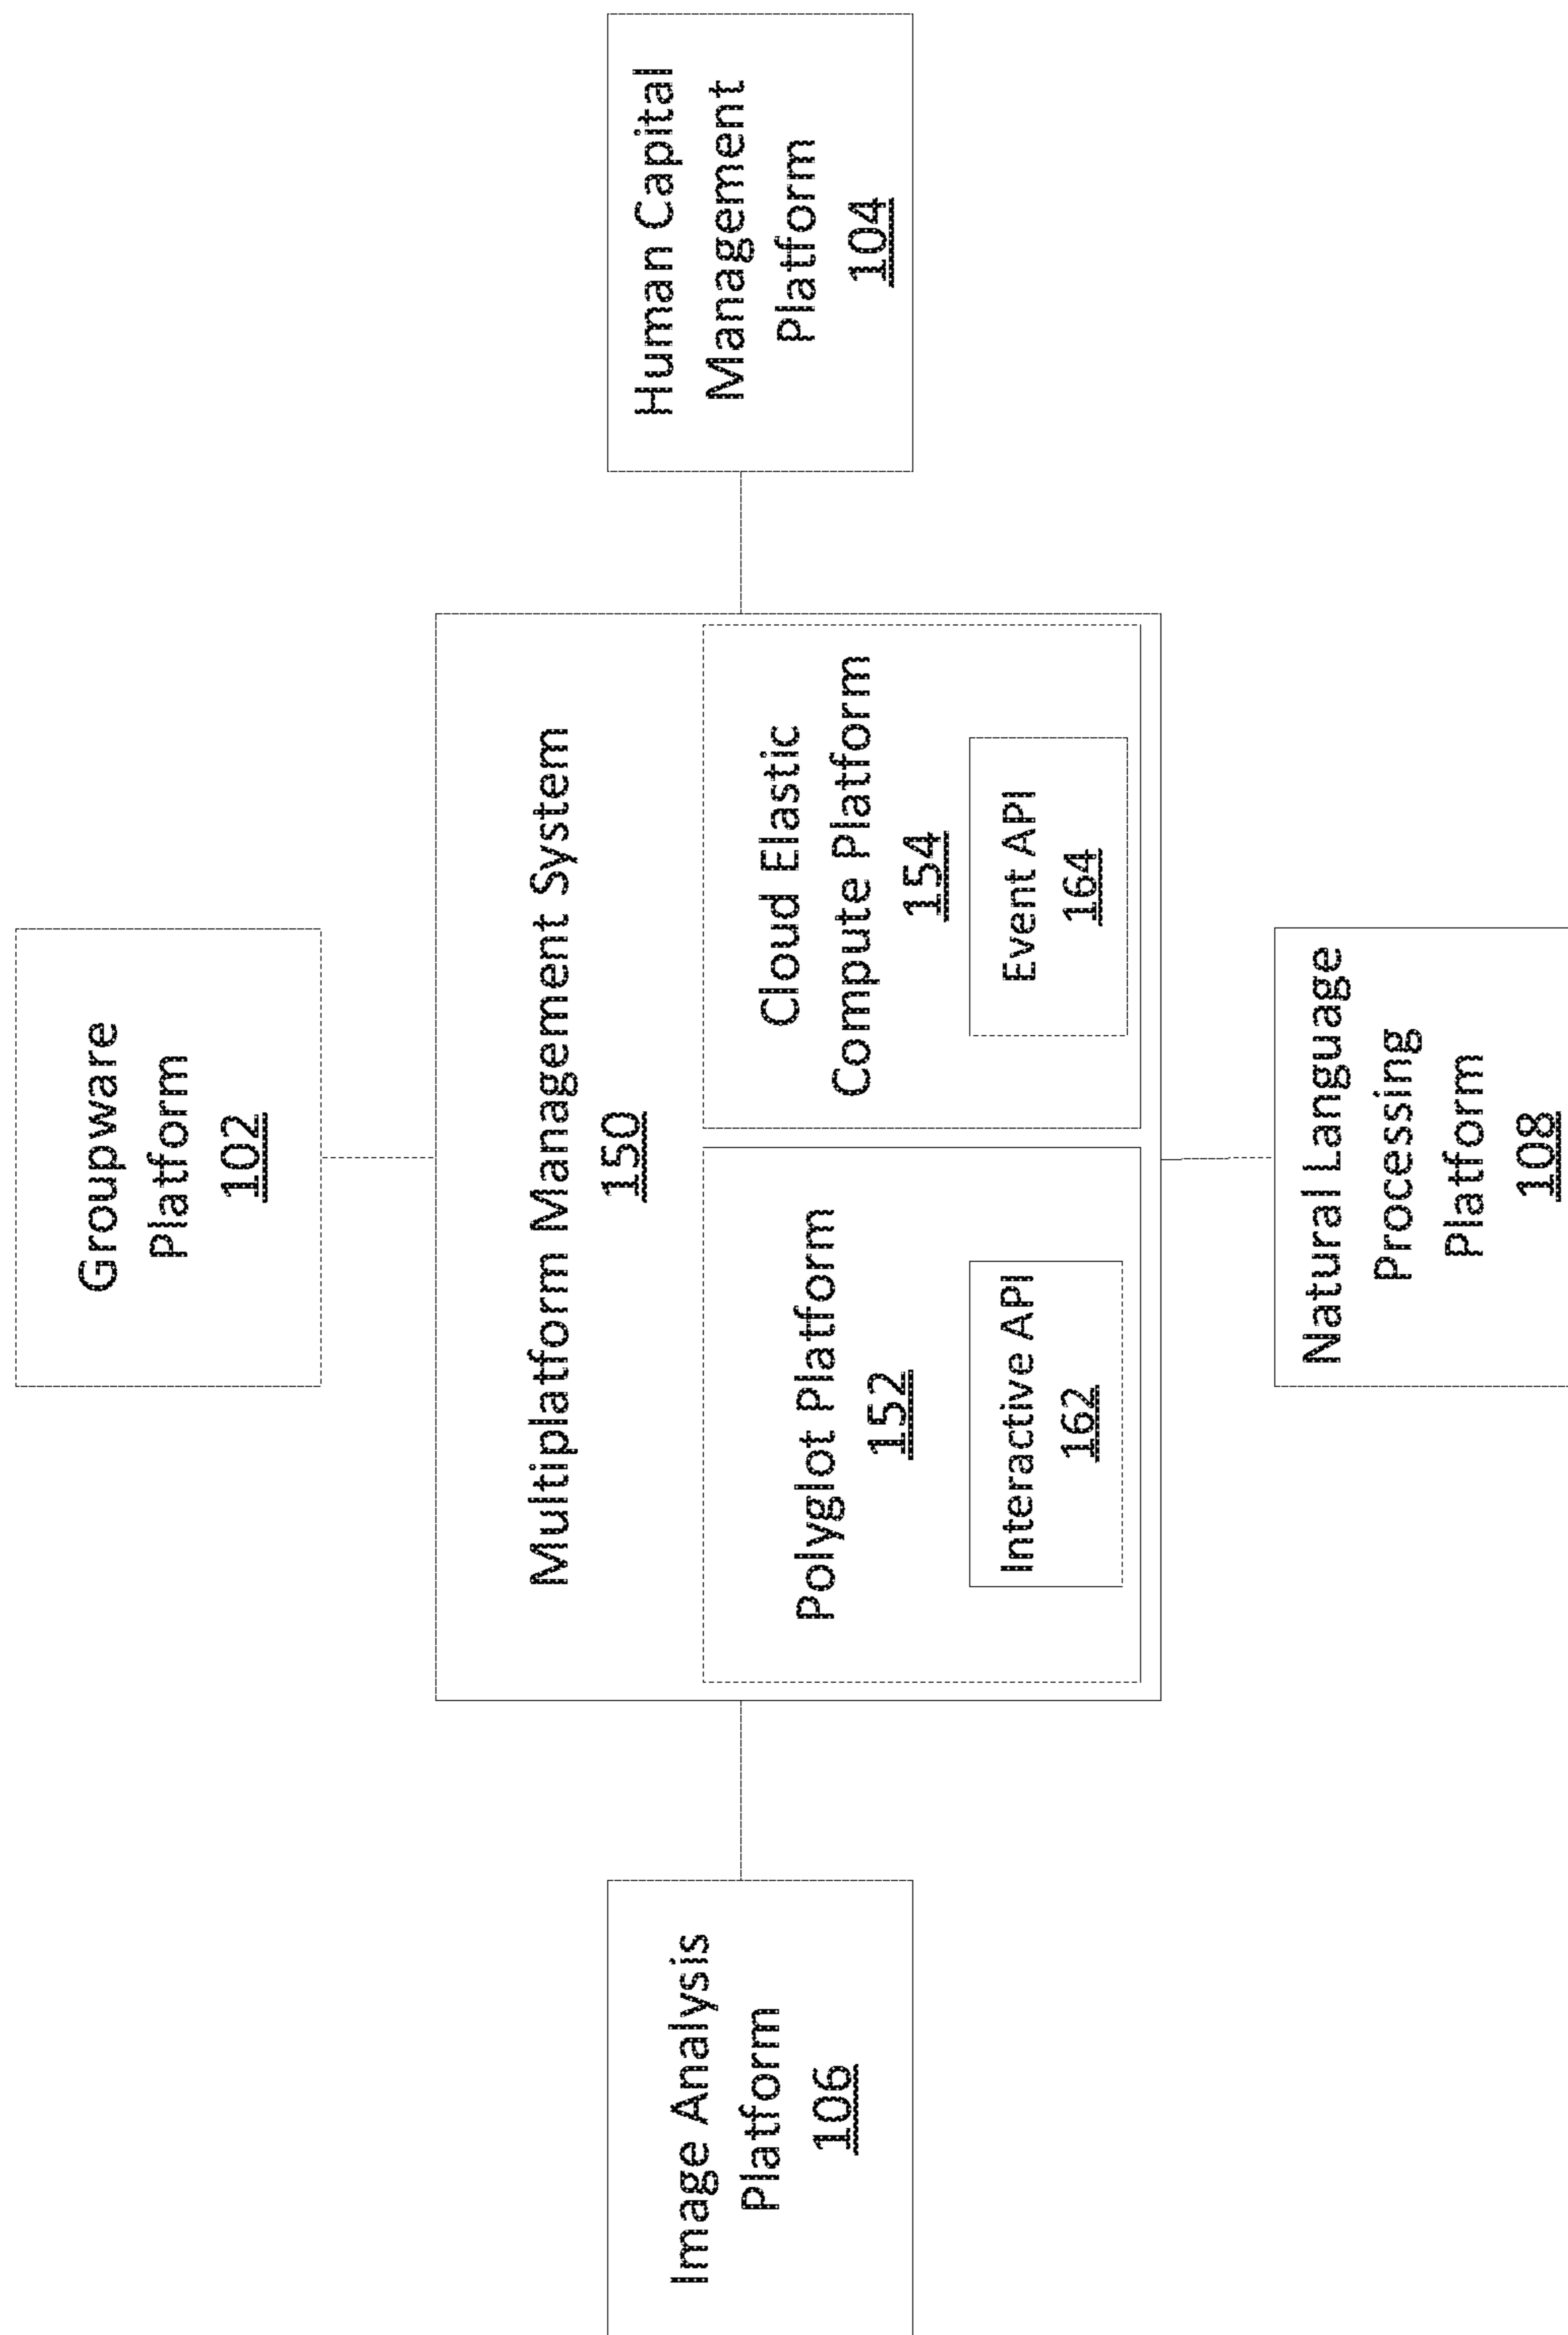 Groupware
Platform
102
Image Analysis
Platform
106
Multiplatform Management System
150
Polyglot Platform
152
Interactive API
162
Cloud Elastic
Compute Platform
154
Event API
164
Human Capital
Management
Platform
104
Natural Language
Processing
Platform
108